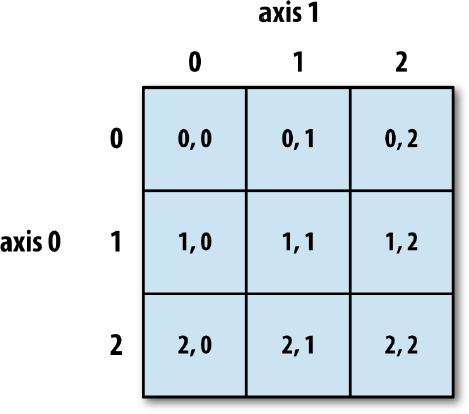 axis 1
0 1 2
0 0, 0 0, 1 0, 2
axis 0 1 1, 0 1, 1 1, 2
2 2, 0 2, 1 2, 2